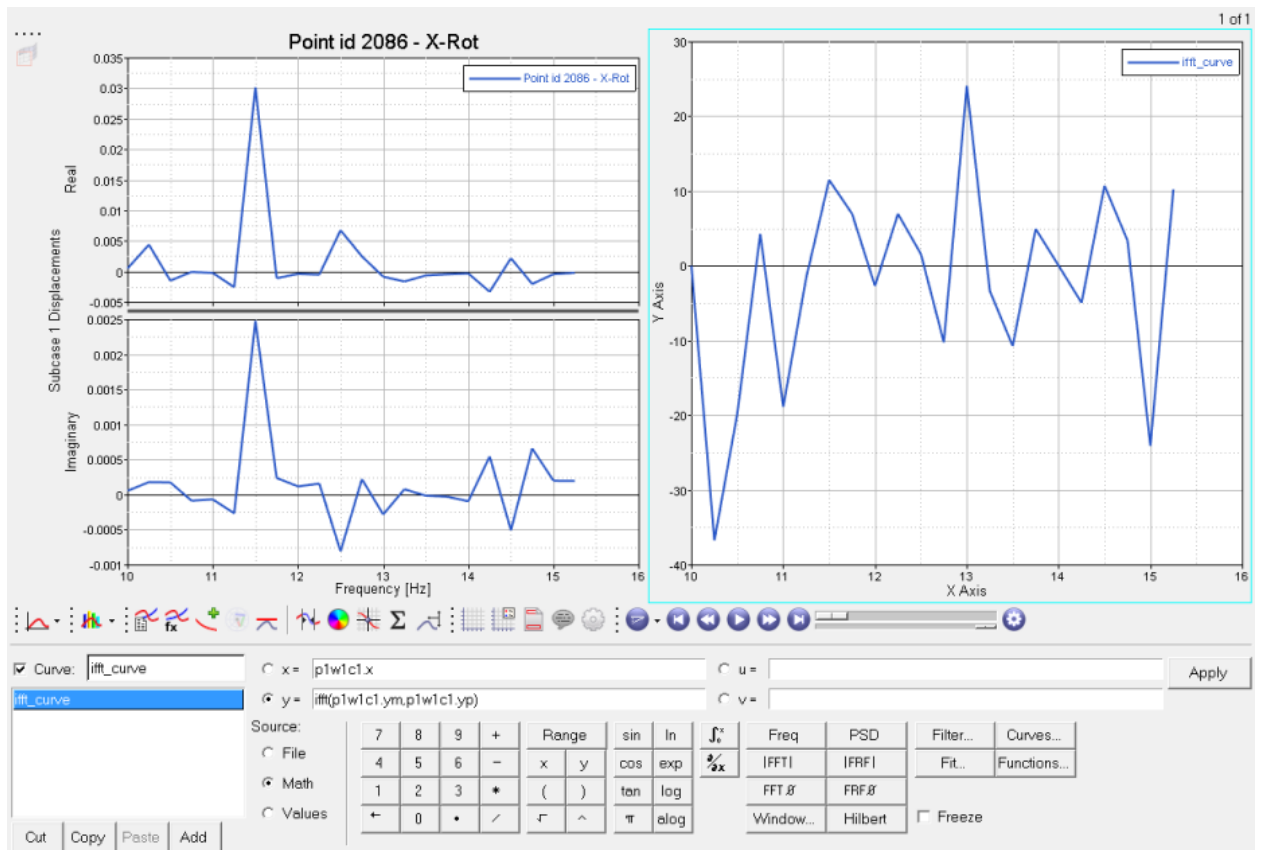 1 of 1
Point id 2086 - X-Rot
Point id 2086 - X-Rot
Subcase 1 Displacements
Real
0.035
0.03
0.025
0.02
0.015
0.01
0.005
0
-0.005
Imaginary
0.0025
0.002
0.0015
0.001
0.0005
0
-0.0005
-0.001
10 11 12 13 14 15 16
Frequency [Hz]
ifft_curve
Y Axis
30
20
10
0
-10
-20
-30
-40
10 11 12 13 14 15 16
X Axis
fx Σ
Curve: ifft_curve
x = p1w1c1.x
u =
Apply
ifft_curve
y = ifft(p1w1c1.ym,p1w1c1.yp)
v =
Source:
File
Math
Values
7 8 9 + Range sin ln Freq PSD Filter... Curves...
4 5 6 - x y cos exp |FFT| |FRF| Fit... Functions...
1 2 3 * ( ) tan log FFT Ø FRF Ø
← 0 • / √ ^ π alog Window... Hilbert Freeze
Cut Copy Paste Add